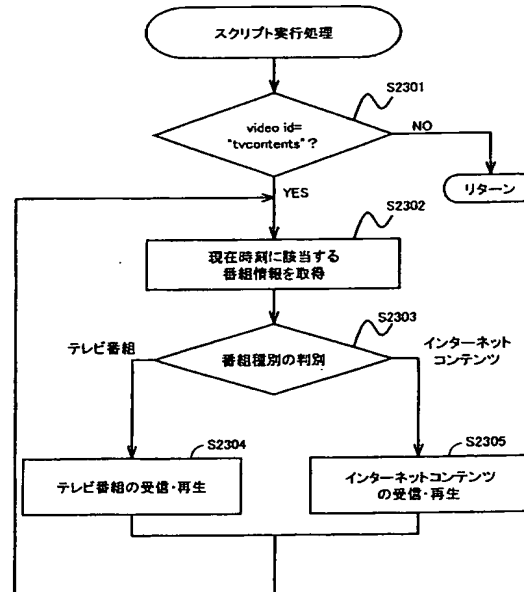 スクリプト実行処理
S2301
video id=
"tvcontents"?
NO
リターン
YES
S2302
現在時刻に該当する
番組情報を取得
S2303
テレビ番組
番組種別の判別
インターネット
コンテンツ
S2304
テレビ番組の受信・再生
S2305
インターネットコンテンツ
の受信・再生